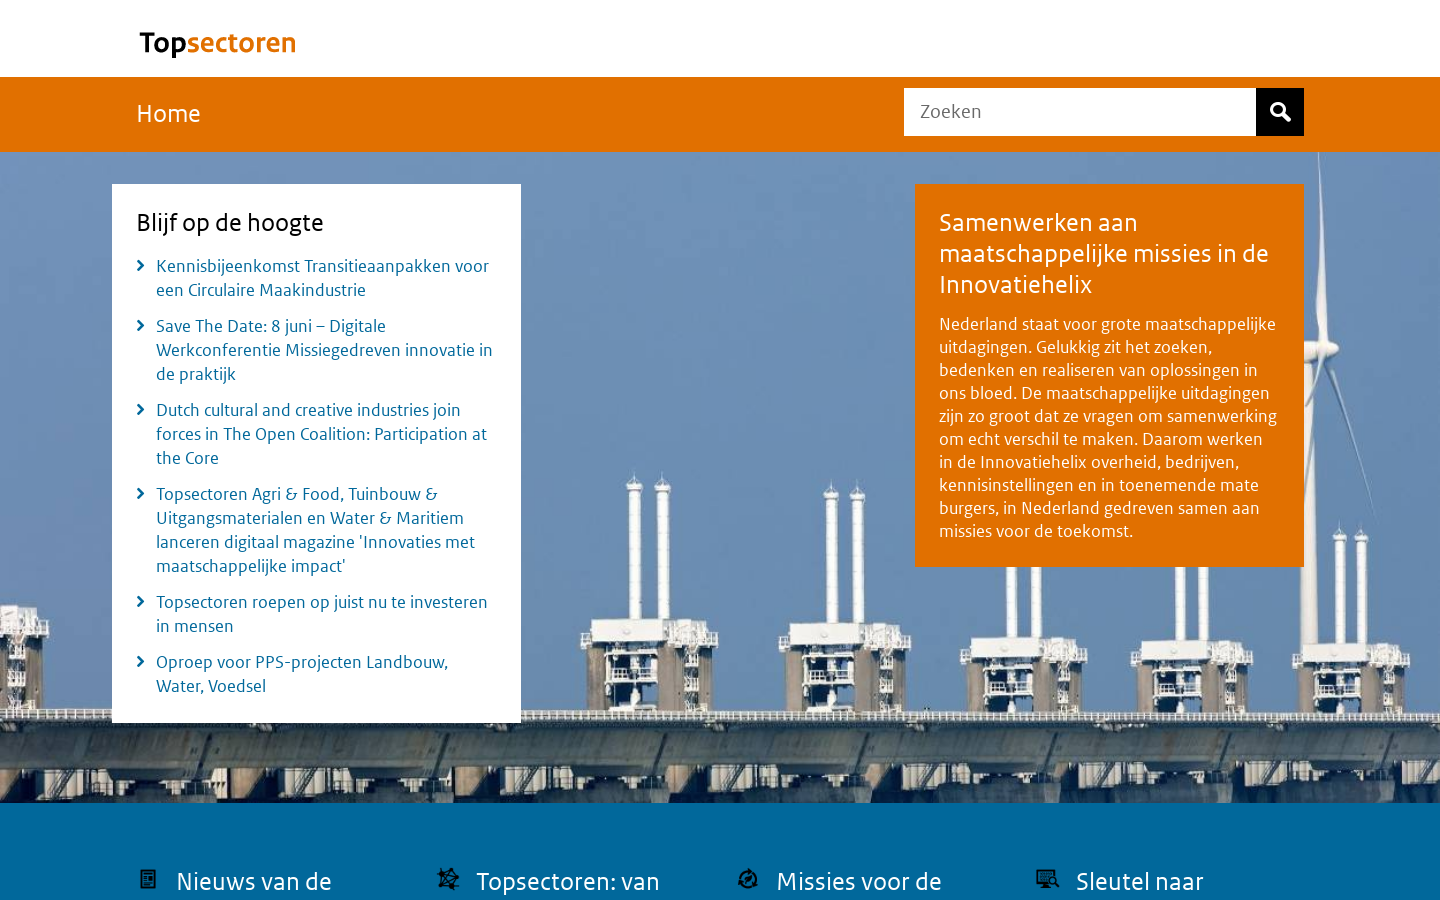 Topsectoren
Home
Zoeken
Blijf op de hoogte
Kennisbijeenkomst Transitieaanpakken voor
een Circulaire Maakindustrie
Save The Date: 8 juni – Digitale
Werkconferentie Missiegedreven innovatie in
de praktijk
Dutch cultural and creative industries join
forces in The Open Coalition: Participation at
the Core
Topsectoren Agri & Food, Tuinbouw &
Uitgangsmaterialen en Water & Maritiem
lanceren digitaal magazine 'Innovaties met
maatschappelijke impact'
Topsectoren roepen op juist nu te investeren
in mensen
Oproep voor PPS-projecten Landbouw,
Water, Voedsel
Samenwerken aan
maatschappelijke missies in de
Innovatiehelix
Nederland staat voor grote maatschappelijke
uitdagingen. Gelukkig zit het zoeken,
bedenken en realiseren van oplossingen in
ons bloed. De maatschappelijke uitdagingen
zijn zo groot dat ze vragen om samenwerking
om echt verschil te maken. Daarom werken
in de Innovatiehelix overheid, bedrijven,
kennisinstellingen en in toenemende mate
burgers, in Nederland gedreven samen aan
missies voor de toekomst.
Nieuws van de
Topsectoren: van
Missies voor de
Sleutel naar